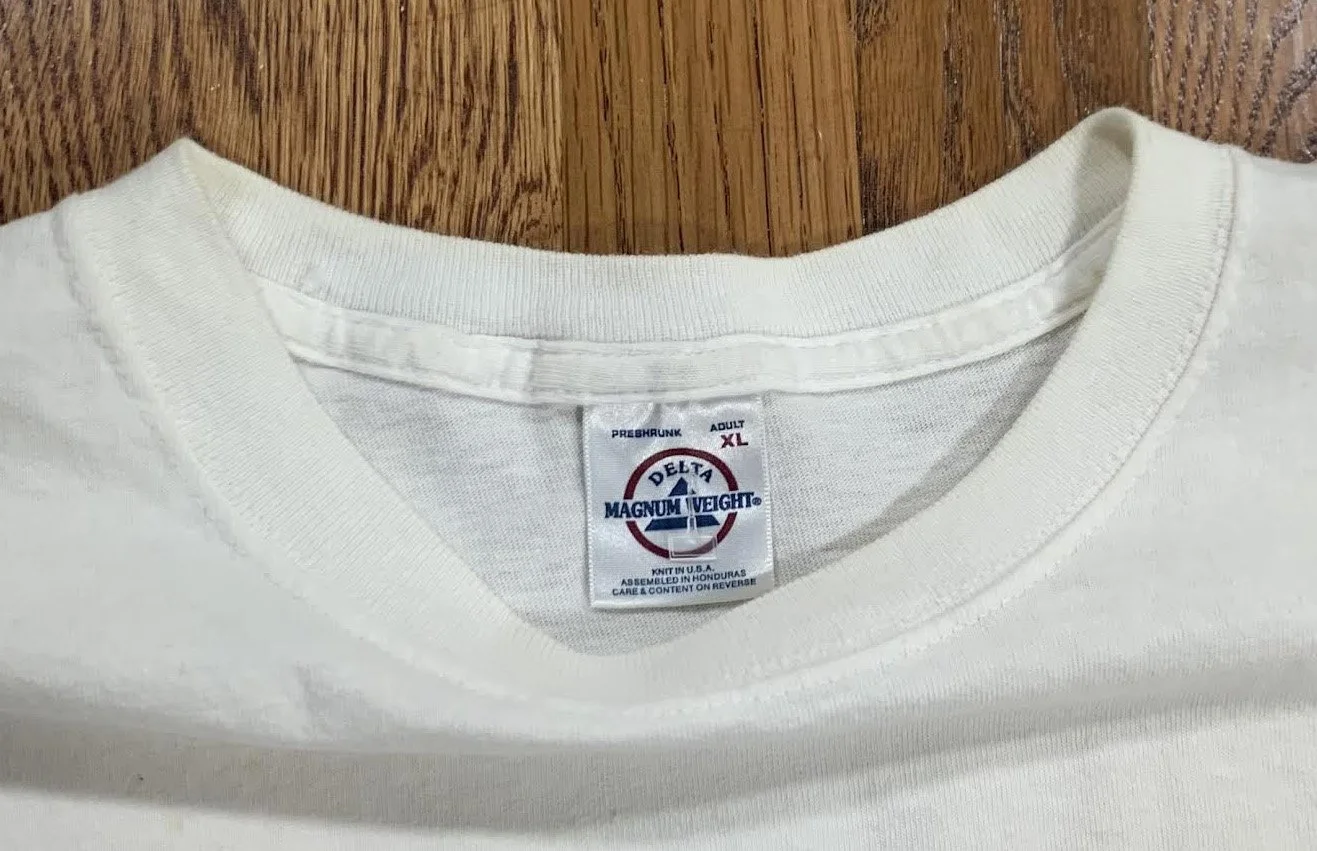 PRESHRUNK
ADULT
XL
DELTA
MAGNUM WEIGHT®
KNIT IN U.S.A.
ASSEMBLED IN HONDURAS
CARE & CONTENT ON REVERSE